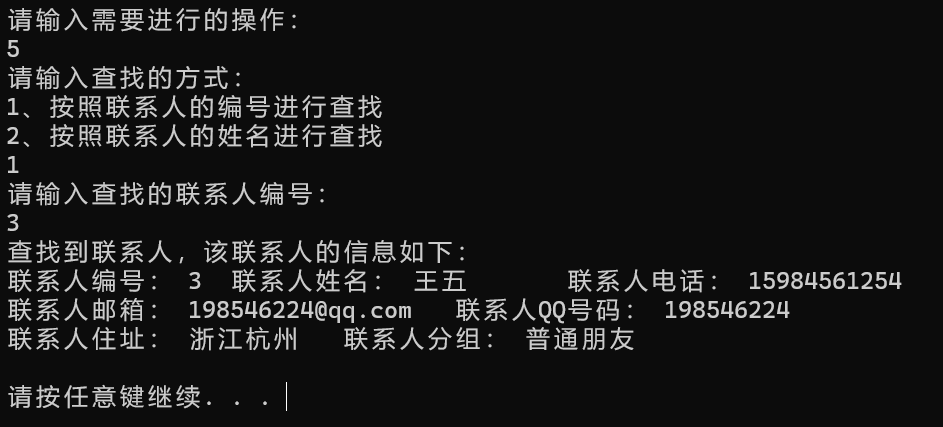 请输入需要进行的操作：
5
请输入查找的方式：
1、按照联系人的编号进行查找
2、按照联系人的姓名进行查找
1
请输入查找的联系人编号：
3
查找到联系人，该联系人的信息如下：
联系人编号： 3  联系人姓名： 王五       联系人电话： 15984561254
联系人邮箱： 198546224@qq.com   联系人QQ号码： 198546224
联系人住址： 浙江杭州   联系人分组： 普通朋友
请按任意键继续. . .